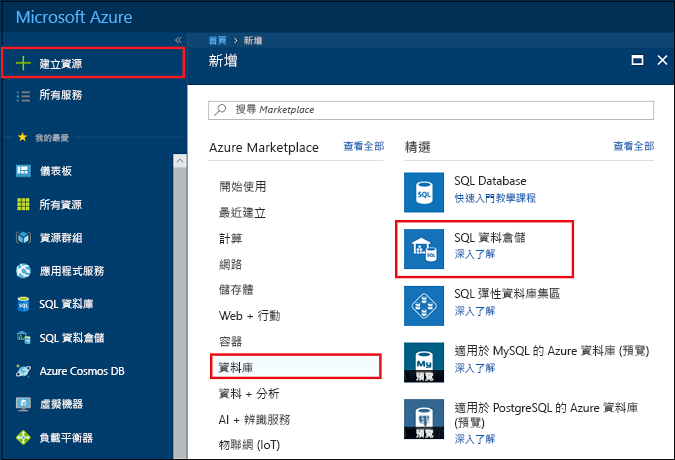 Microsoft Azure
«
首頁 > 新增
新增
建立資源
所有服務
我的最愛
儀表板
所有資源
資源群組
應用程式服務
SQL 資料庫
SQL 資料倉儲
Azure Cosmos DB
虛擬機器
負載平衡器
搜尋 Marketplace
Azure Marketplace 查看全部
開始使用
最近建立
計算
網路
儲存體
Web + 行動
容器
資料庫
資料 + 分析
AI + 辨識服務
物聯網 (IoT)
精選 查看全部
SQL
SQL Database
快速入門教學課程
SQL 資料倉儲
深入了解
SQL 彈性資料庫集區
深入了解
My
預覽
適用於 MySQL 的 Azure 資料庫 (預覽)
深入了解
預覽
適用於 PostgreSQL 的 Azure 資料庫
(預覽)
深入了解